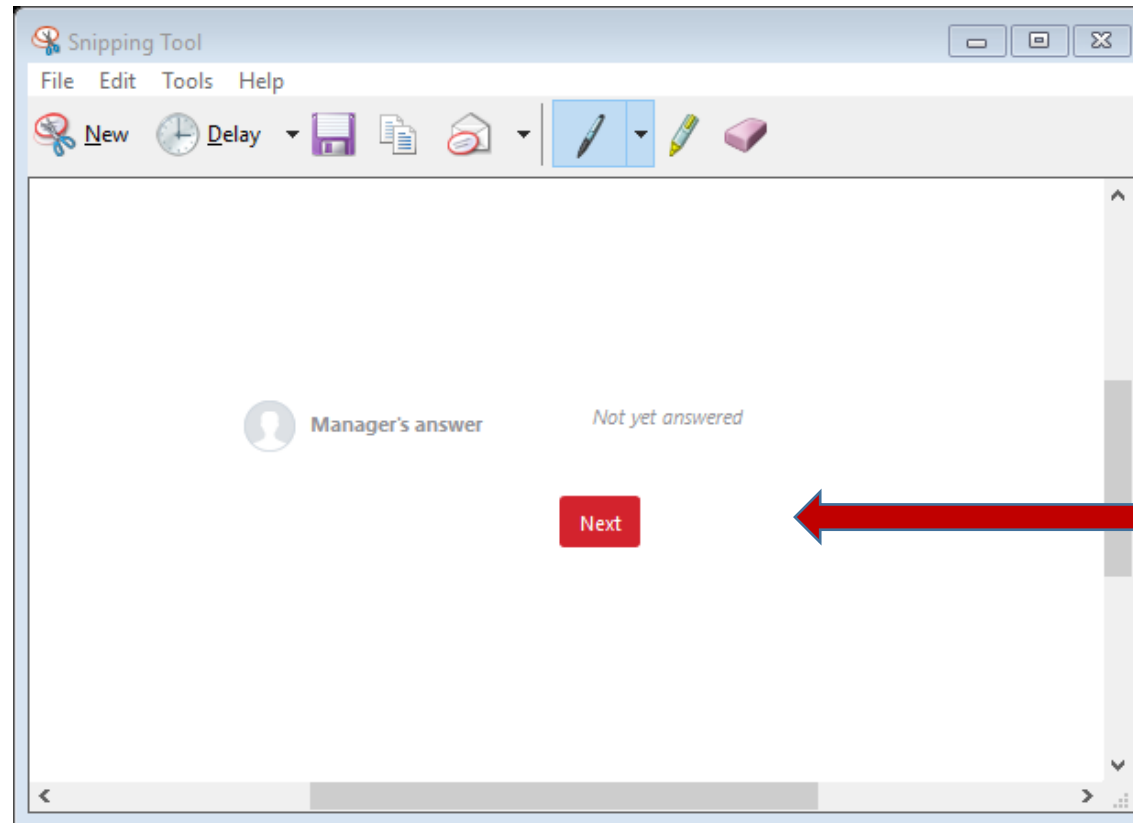 Snipping Tool
File Edit Tools Help
New Delay
Manager's answer Not yet answered
Next